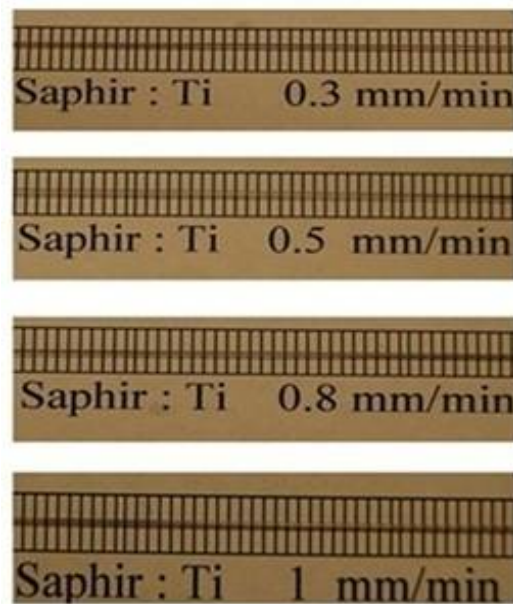 Saphir : Ti 0.3 mm/min
Saphir : Ti 0.5 mm/min
Saphir : Ti 0.8 mm/min
Saphir : Ti 1 mm/min